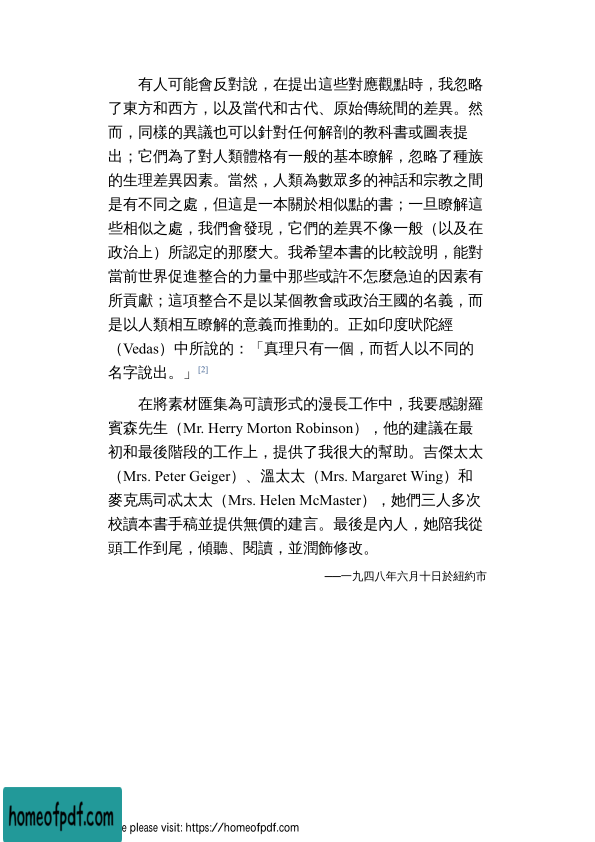 有人可能會反對說，在提出這些對應觀點時，我忽略
了東方和西方，以及當代和古代、原始傳統間的差異。然
而，同樣的異議也可以針對任何解剖的教科書或圖表提
出；它們為了對人類體格有一般的基本瞭解，忽略了種族
的生理差異因素。當然，人類為數眾多的神話和宗教之間
是有不同之處，但這是一本關於相似點的書；一旦瞭解這
些相似之處，我們會發現，它們的差異不像一般（以及在
政治上）所認定的那麼大。我希望本書的比較說明，能對
當前世界促進整合的力量中那些或許不怎麼急迫的因素有
所貢獻；這項整合不是以某個教會或政治王國的名義，而
是以人類相互瞭解的意義而推動的。正如印度吠陀經
（Vedas）中所說的：「真理只有一個，而哲人以不同的
名字說出。」[2]
在將素材匯集為可讀形式的漫長工作中，我要感謝羅
賓森先生（Mr. Herry Morton Robinson），他的建議在最
初和最後階段的工作上，提供了我很大的幫助。吉傑太太
（Mrs. Peter Geiger）、溫太太（Mrs. Margaret Wing）和
麥克馬司忒太太（Mrs. Helen McMaster），她們三人多次
校讀本書手稿並提供無價的建言。最後是內人，她陪我從
頭工作到尾，傾聽、閱讀，並潤飾修改。
──一九四八年六月十日於紐約市
homeofpdf.com
e please visit: https://homeofpdf.com